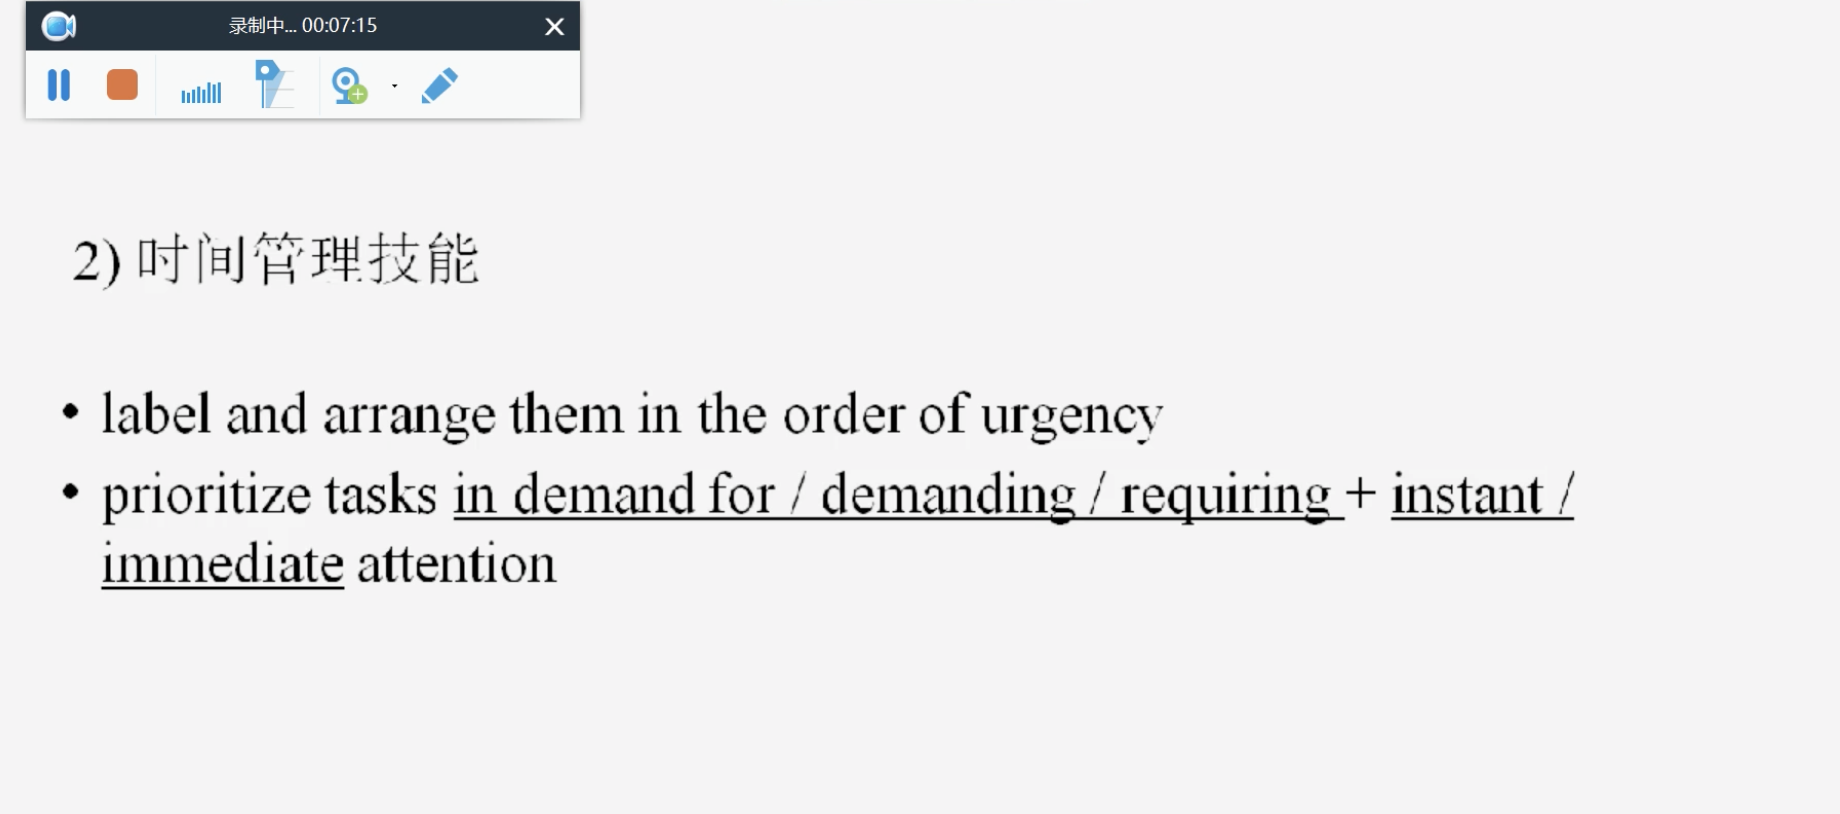 录制中... 00:07:15
2) 时间管理技能
• label and arrange them in the order of urgency
• prioritize tasks in demand for / demanding / requiring + instant /
immediate attention